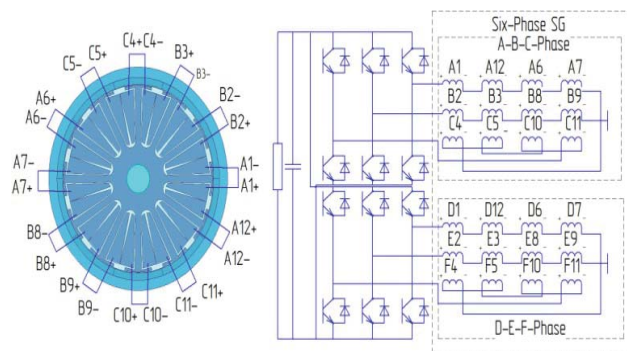 C4+ C4-
C5+
C5-
B3+
B3-
A6+
A6-
B2-
B2+
A7-
A7+
A1-
A1+
B8-
B8+
A12+
A12-
B9+
B9-
C10+ C10-
C11+
C11-
Six-Phase SG
A-B-C-Phase
A1 A12 A6 A7
B2 B3 B8 B9
C4 C5 C10 C11
D1 D12 D6 D7
E2 E3 E8 E9
F4 F5 F10 F11
D-E-F-Phase